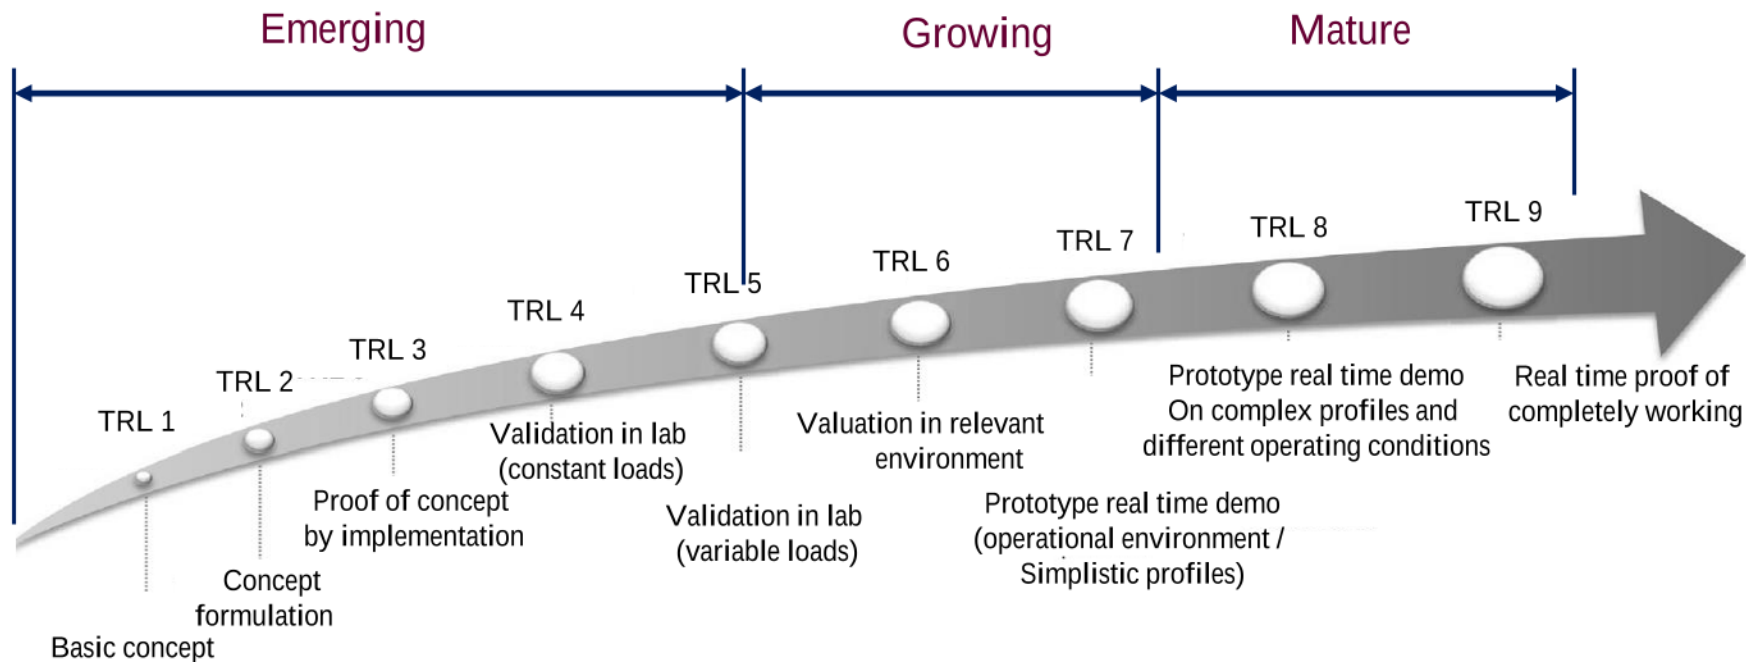 Emerging
Growing
Mature
TRL 1
TRL 2
TRL 3
TRL 4
TRL 5
TRL 6
TRL 7
TRL 8
TRL 9
Basic concept
Concept
formulation
Proof of concept
by implementation
Validation in lab
(constant loads)
Validation in lab
(variable loads)
Valuation in relevant
environment
Prototype real time demo
(operational environment /
Simplistic profiles)
Prototype real time demo
On complex profiles and
different operating conditions
Real time proof of
completely working